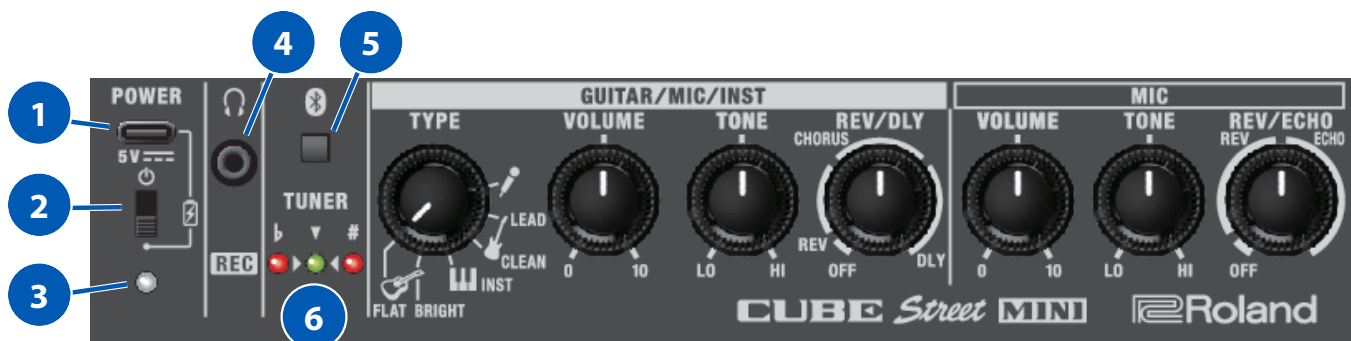 4 5
1
POWER
GUITAR/MIC/INST
MIC
TYPE VOLUME TONE REV/DLY
VOLUME TONE REV/ECHO
CHORUS
REV ECHO
5V
2
TUNER
LEAD
♭ ▼ #
CLEAN
REV
DLY
REC
INST
0 10
LO HI
OFF
0 10
LO HI
OFF
3
6
FLAT BRIGHT
CUBE Street MINI
Roland